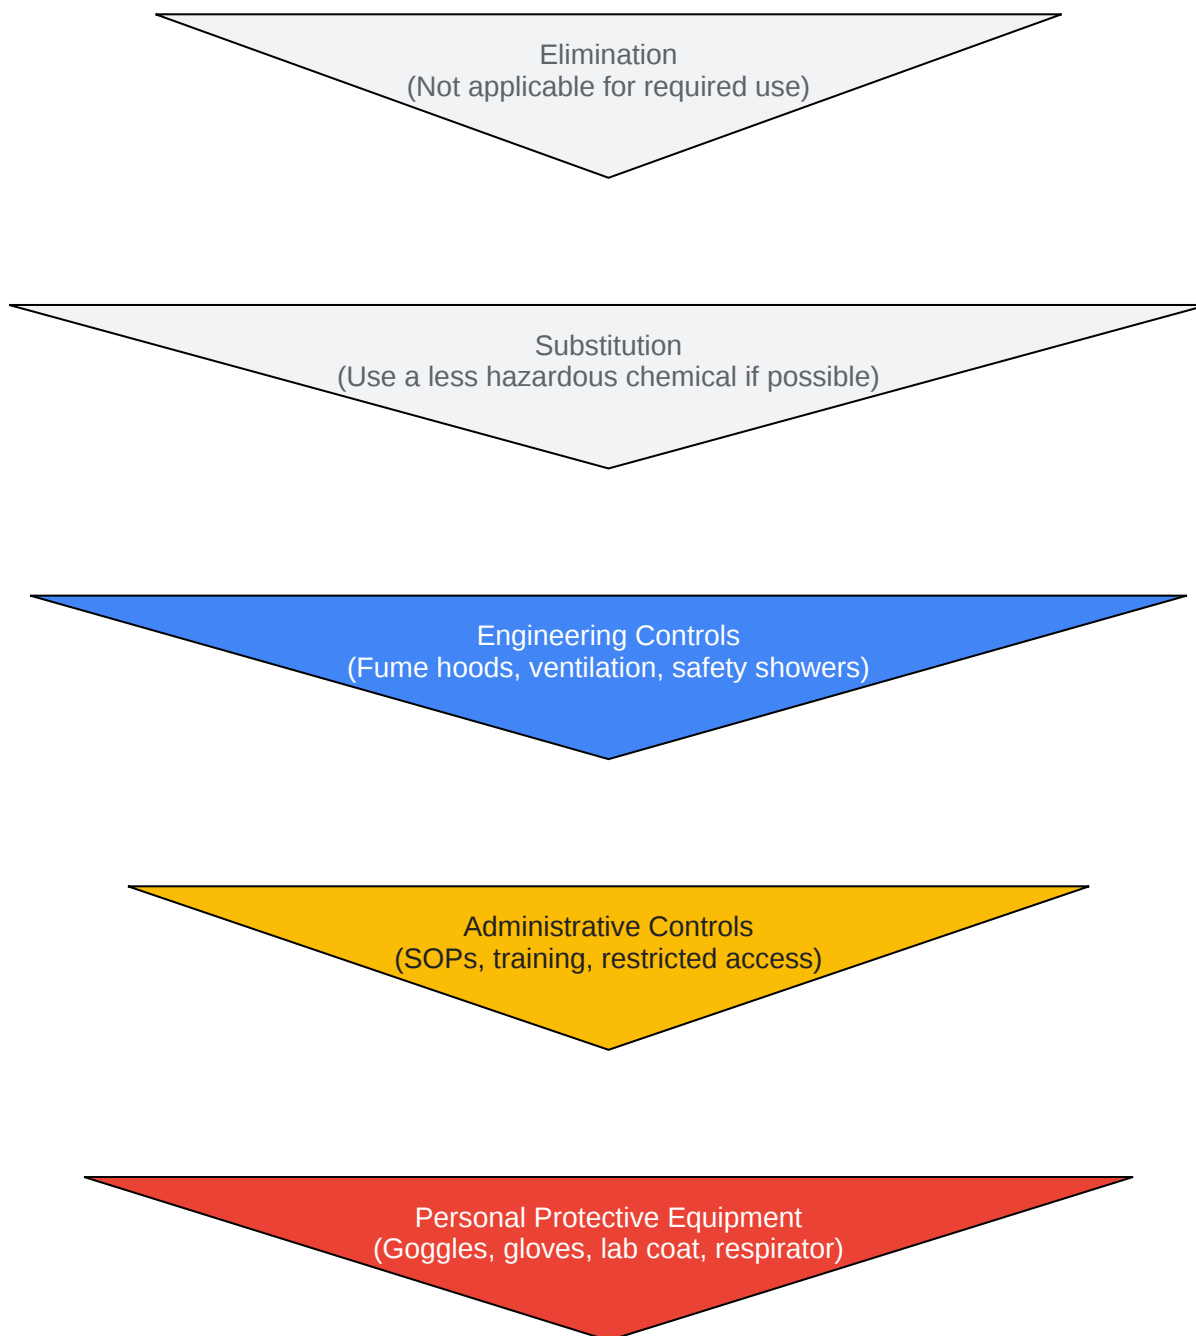 Elimination
(Not applicable for required use)
Substitution
(Use a less hazardous chemical if possible)
Engineering Controls
(Fume hoods, ventilation, safety showers)
Administrative Controls
(SOPs, training, restricted access)
Personal Protective Equipment
(Goggles, gloves, lab coat, respirator)